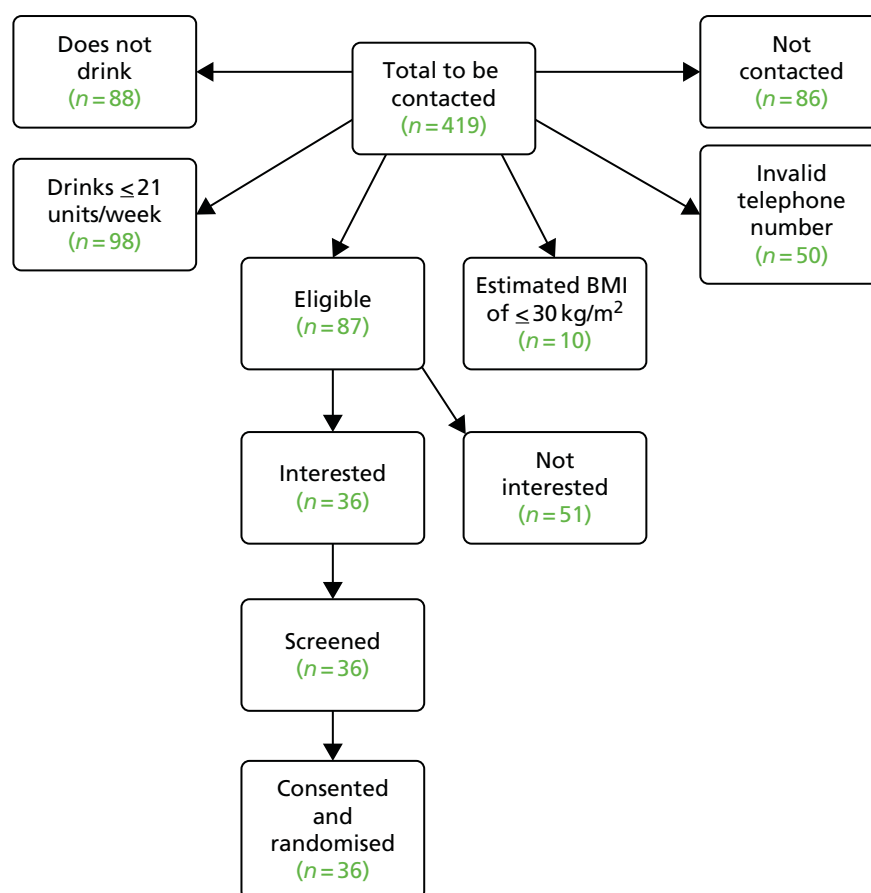 Does not
drink
(n=88)
Total to be
contacted
(n=419)
Not
contacted
(n=86)
Drinks ≤21
units/week
(n=98)
Invalid
telephone
number
(n=50)
Eligible
(n=87)
Estimated BMI
of ≤30 kg/m²
(n=10)
Interested
(n=36)
Not
interested
(n=51)
Screened
(n=36)
Consented
and
randomised
(n=36)